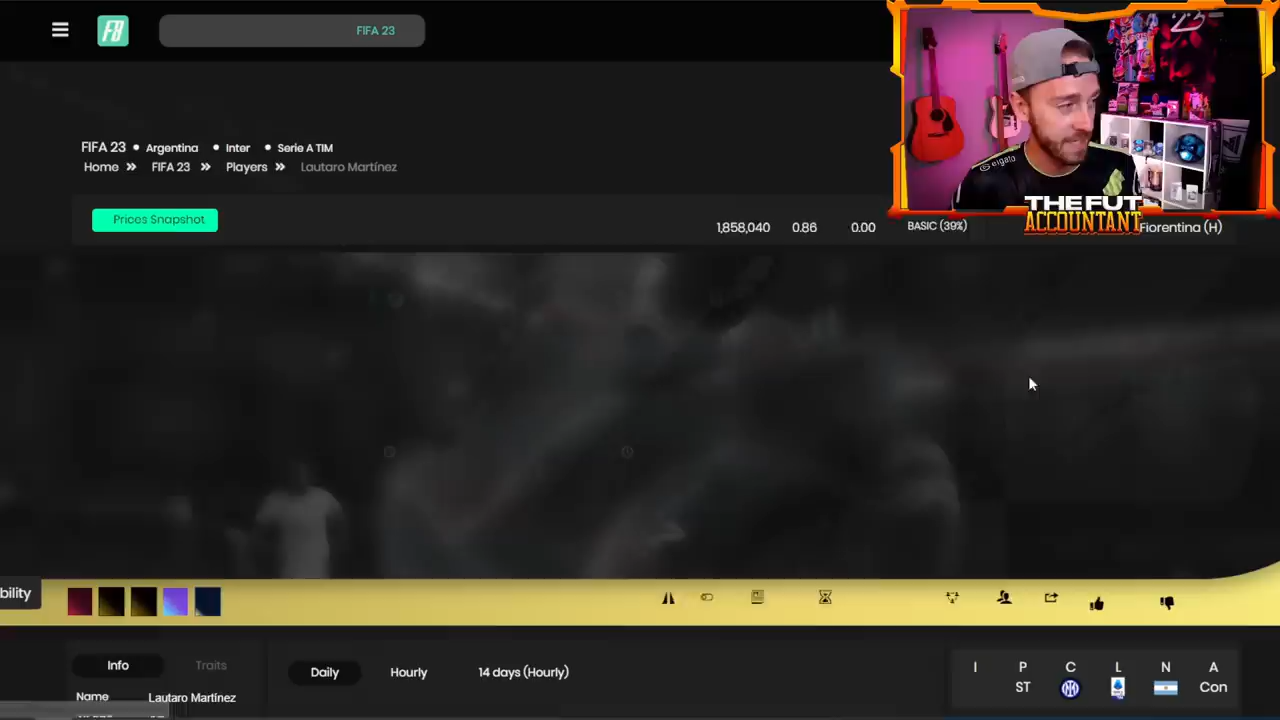 FIFA 23
23
elgato
THE FUT
ACCOUNTANT
FIFA 23 • Argentina • Inter • Serie A TIM
Home » FIFA 23 » Players » Lautaro Martínez
Prices Snapshot
1,858,040 0.86 0.00 BASIC (39%) Fiorentina (H)
bility
Info Traits
Daily Hourly 14 days (Hourly)
I P C L N A
ST Con
Name Lautaro Martínez